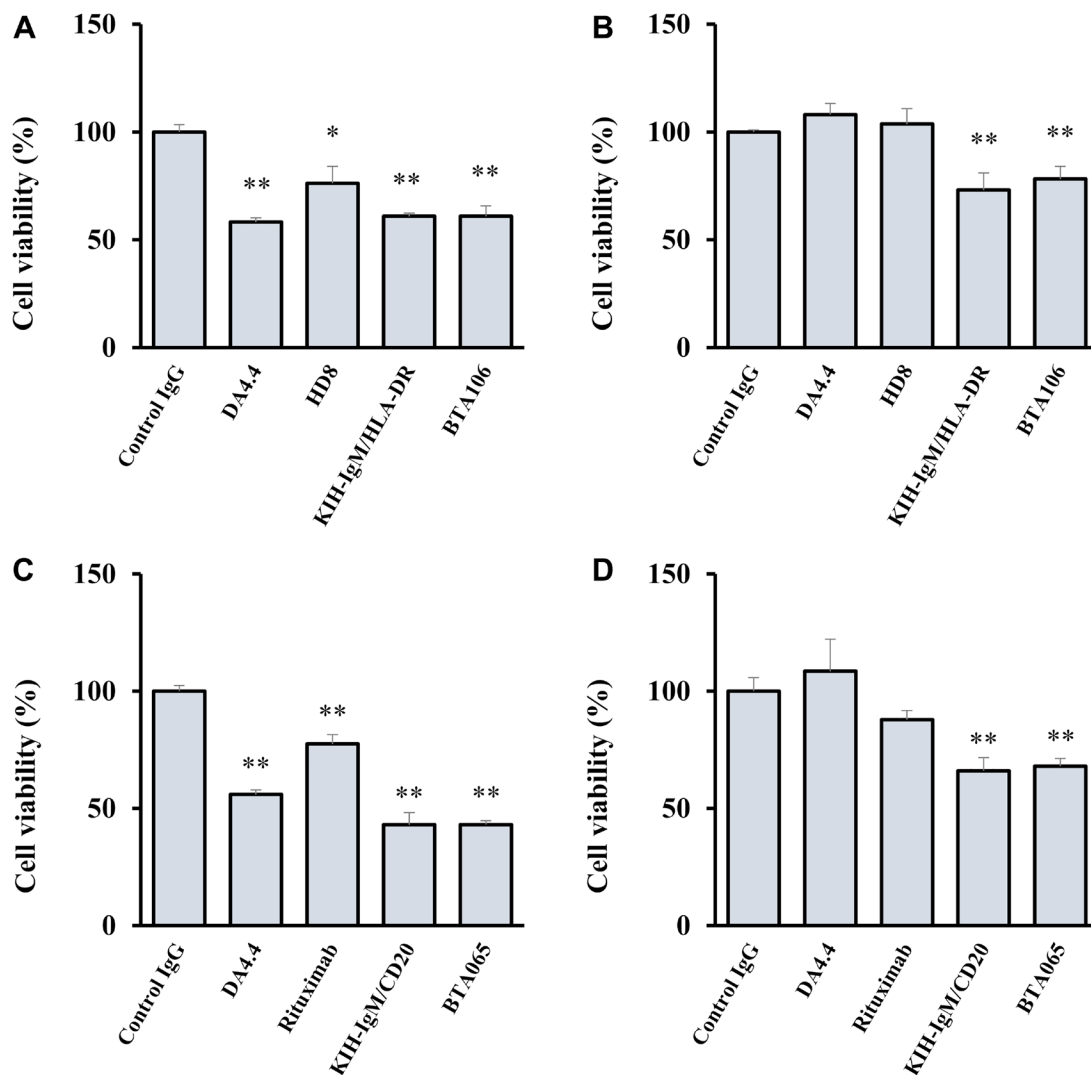 A
Cell viability (%)
150
100
50
0
**
*
**
**
Control IgG
DA4.4
HD8
KIH-IgM/HLA-DR
BTA106
B
Cell viability (%)
150
100
50
0
**
**
Control IgG
DA4.4
HD8
KIH-IgM/HLA-DR
BTA106
C
Cell viability (%)
150
100
50
0
**
**
**
**
Control IgG
DA4.4
Rituximab
KIH-IgM/CD20
BTA065
D
Cell viability (%)
150
100
50
0
**
**
Control IgG
DA4.4
Rituximab
KIH-IgM/CD20
BTA065